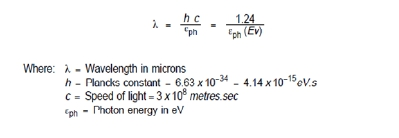 λ = h c / εph = 1.24 / εph (Ev)
Where: λ = Wavelength in microns
h – Plancks constant – 6.63 x 10⁻³⁴ – 4.14 x 10⁻¹⁵eV.s
c = Speed of light = 3 x 10⁸ metres.sec
εph – Photon energy in eV